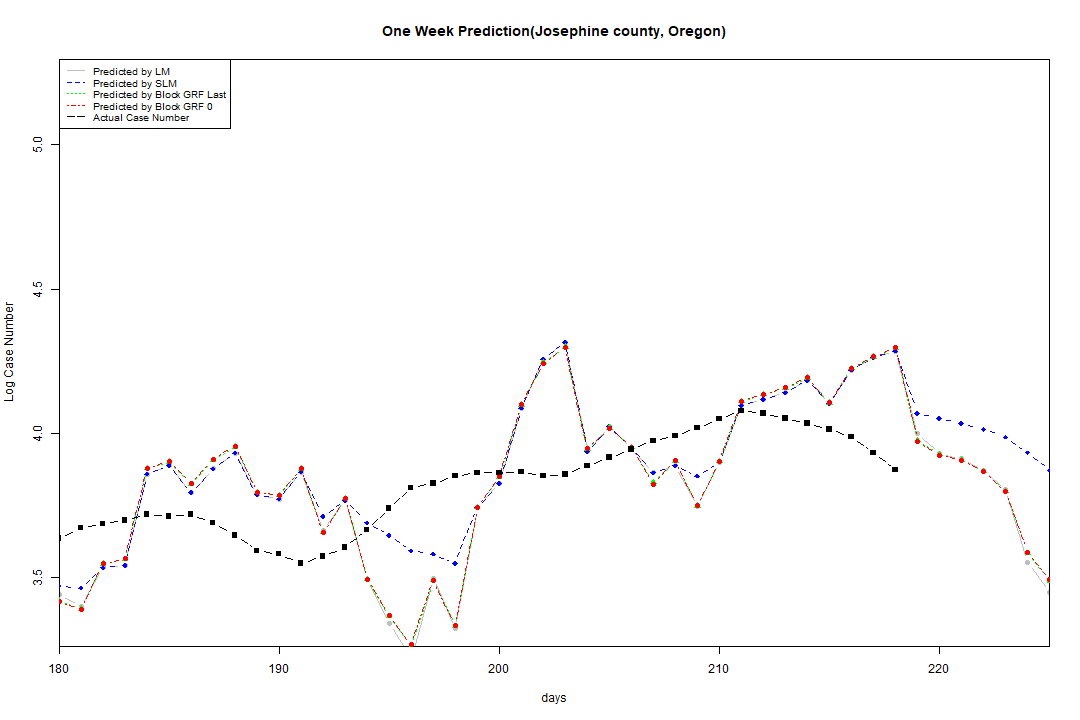 One Week Prediction(Josephine county, Oregon)
Predicted by LM
Predicted by SLM
Predicted by Block GRF Last
Predicted by Block GRF 0
Actual Case Number
5.0
4.5
4.0
3.5
Log Case Number
180 190 200 210 220
days